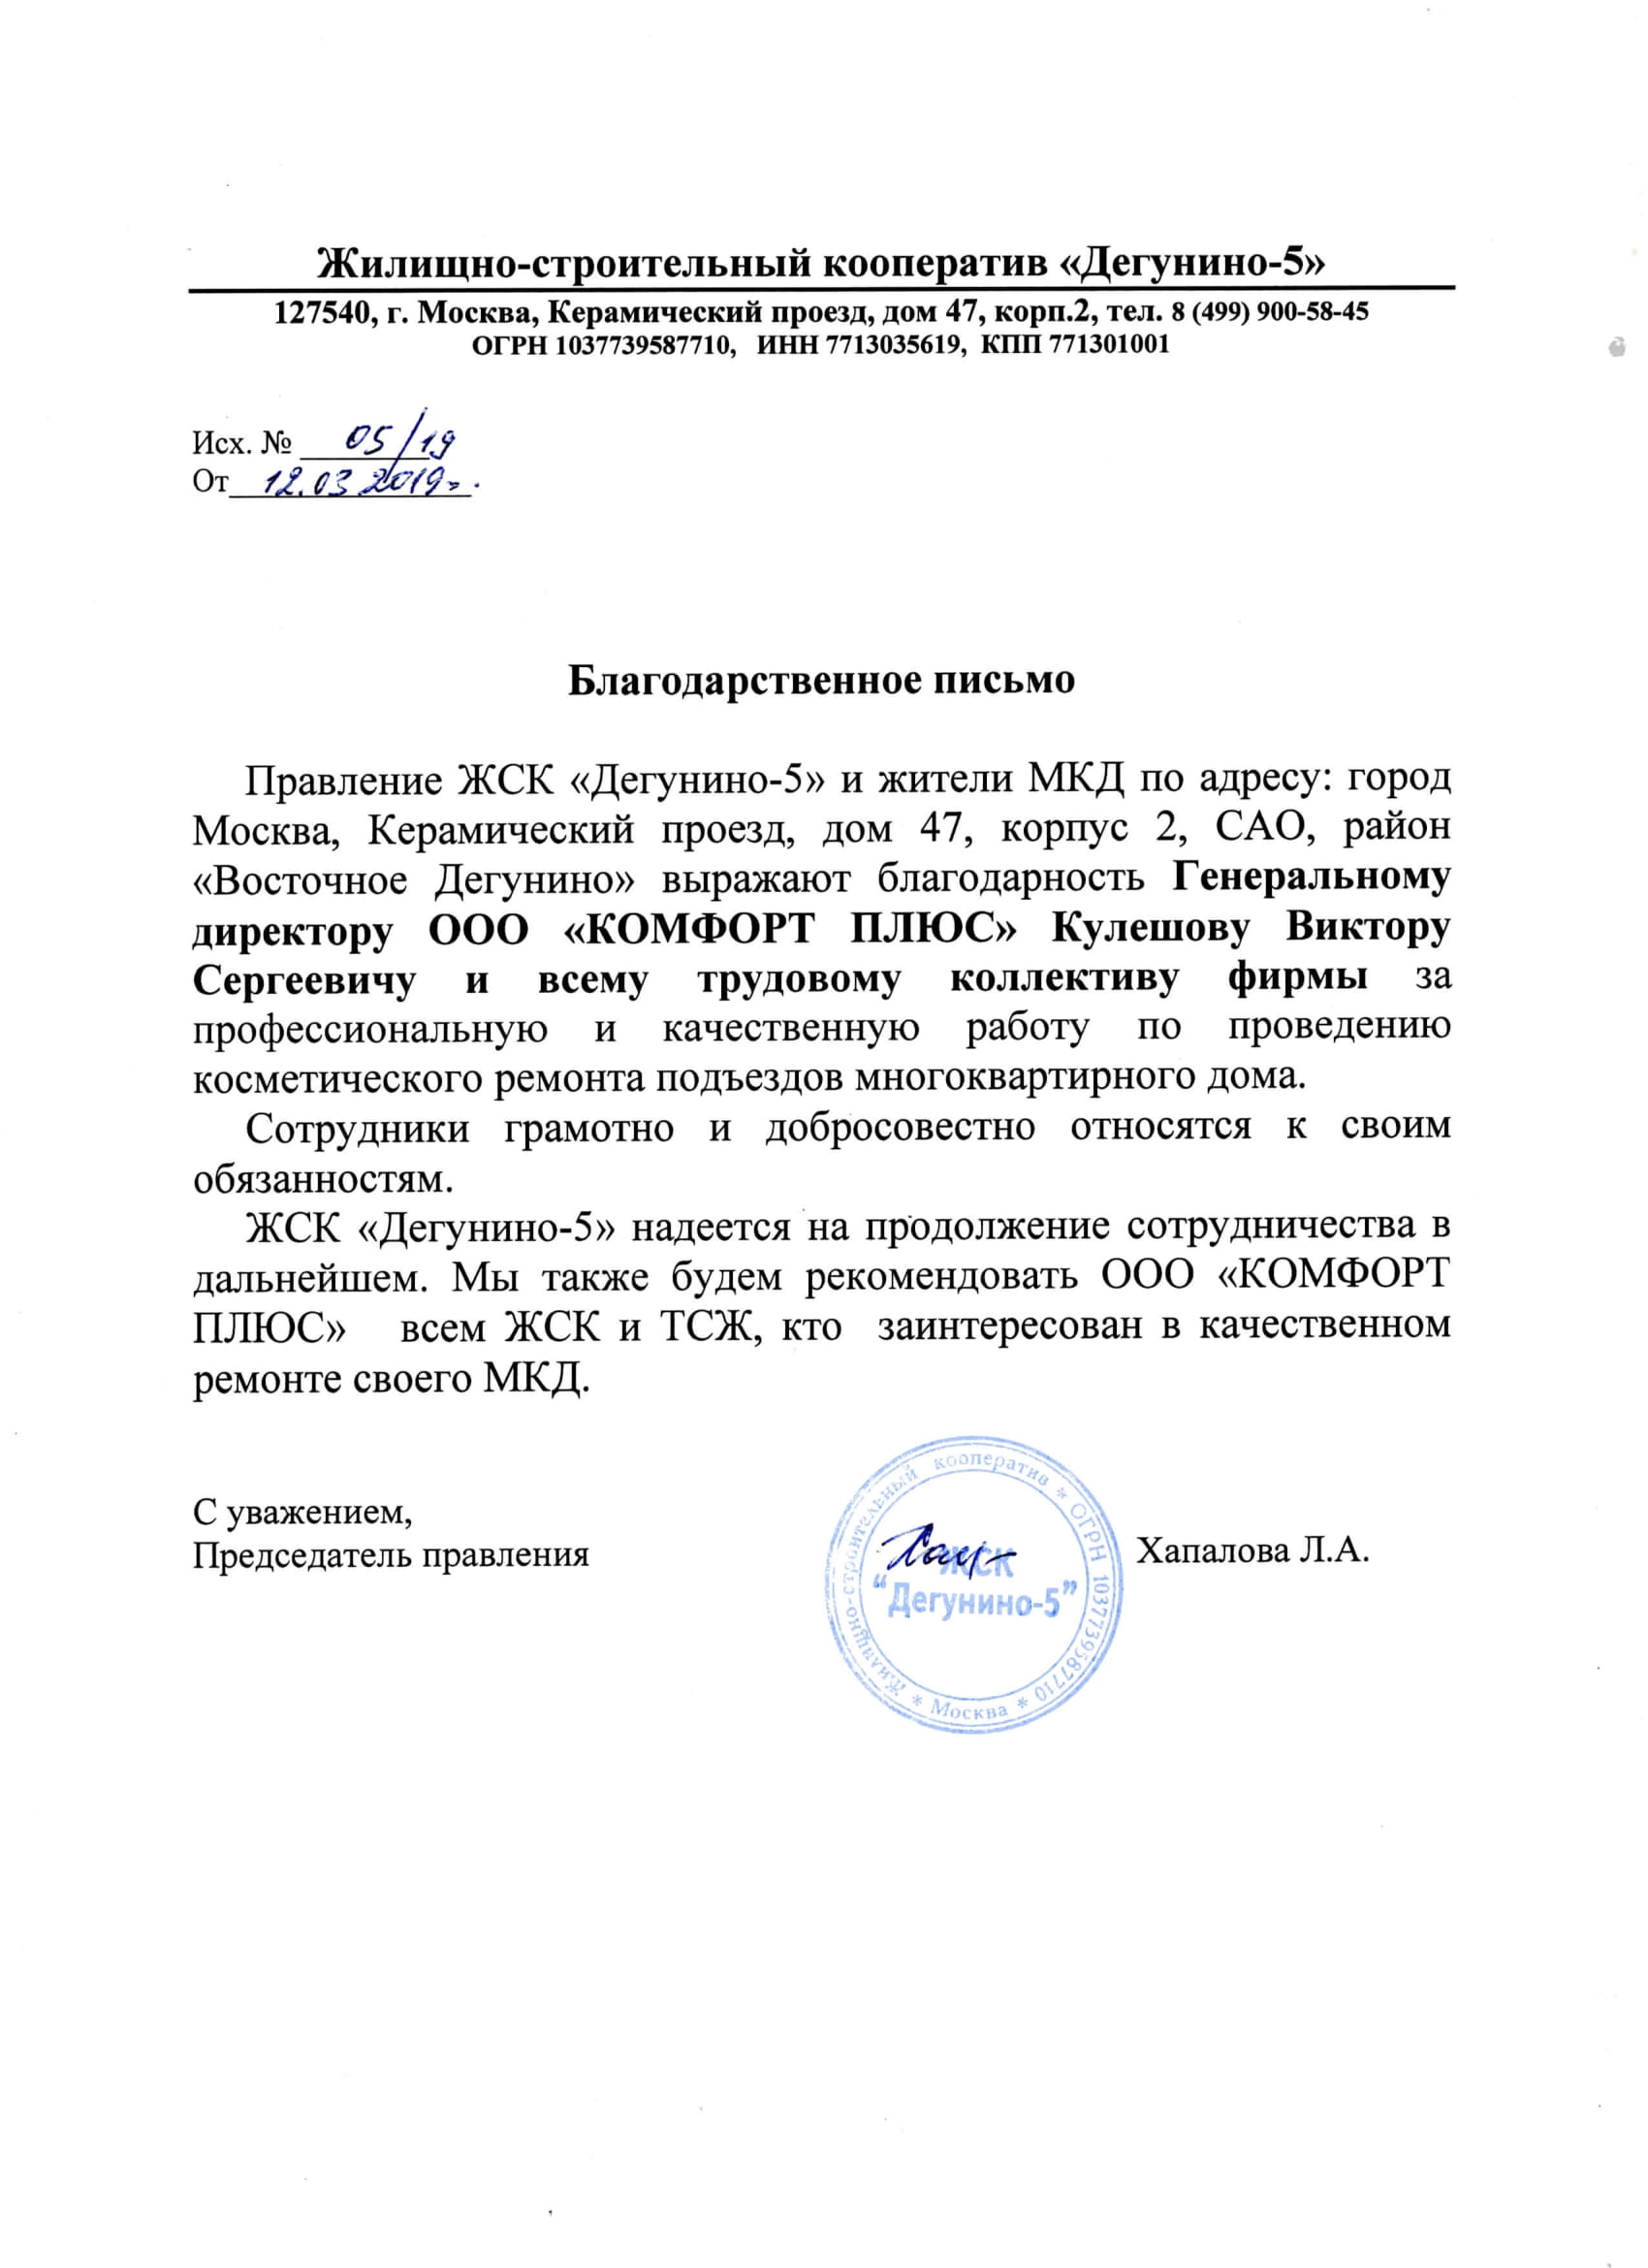 Жилищно-строительный кооператив «Дегунино-5»
127540, г. Москва, Керамический проезд, дом 47, корп.2, тел. 8 (499) 900-58-45
ОГРН 1037739587710, ИНН 7713035619, КПП 771301001
Исх. № 05/19
От 12.03 2019г.
Благодарственное письмо
Правление ЖСК «Дегунино-5» и жители МКД по адресу: город
Москва, Керамический проезд, дом 47, корпус 2, САО, район
«Восточное Дегунино» выражают благодарность Генеральному
директору ООО «КОМФОРТ ПЛЮС» Кулешову Виктору
Сергеевичу и всему трудовому коллективу фирмы за
профессиональную и качественную работу по проведению
косметического ремонта подъездов многоквартирного дома.
Сотрудники грамотно и добросовестно относятся к своим
обязанностям.
ЖСК «Дегунино-5» надеется на продолжение сотрудничества в
дальнейшем. Мы также будем рекомендовать ООО «КОМФОРТ
ПЛЮС» всем ЖСК и ТСЖ, кто заинтересован в качественном
ремонте своего МКД.
С уважением,
Председатель правления
Хапалова Л.А.
Жилищно-строительный кооператив * ОГРН 1037739587710 * Москва *
ЖСК
“Дегунино-5”